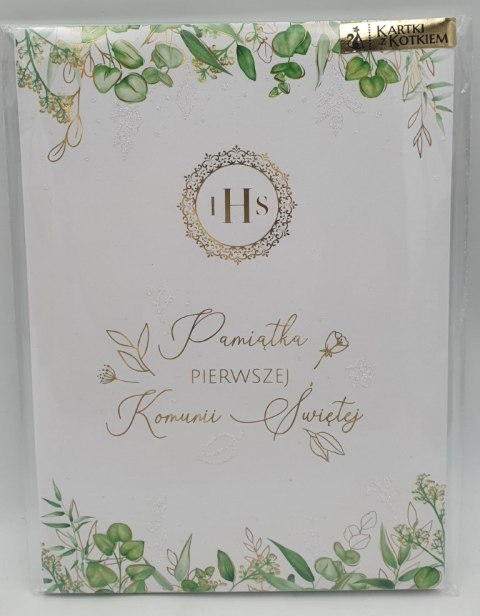 KARTKI
Z KOTKIEM
IHS
Pamiątka
PIERWSZEJ
Komunii Świętej